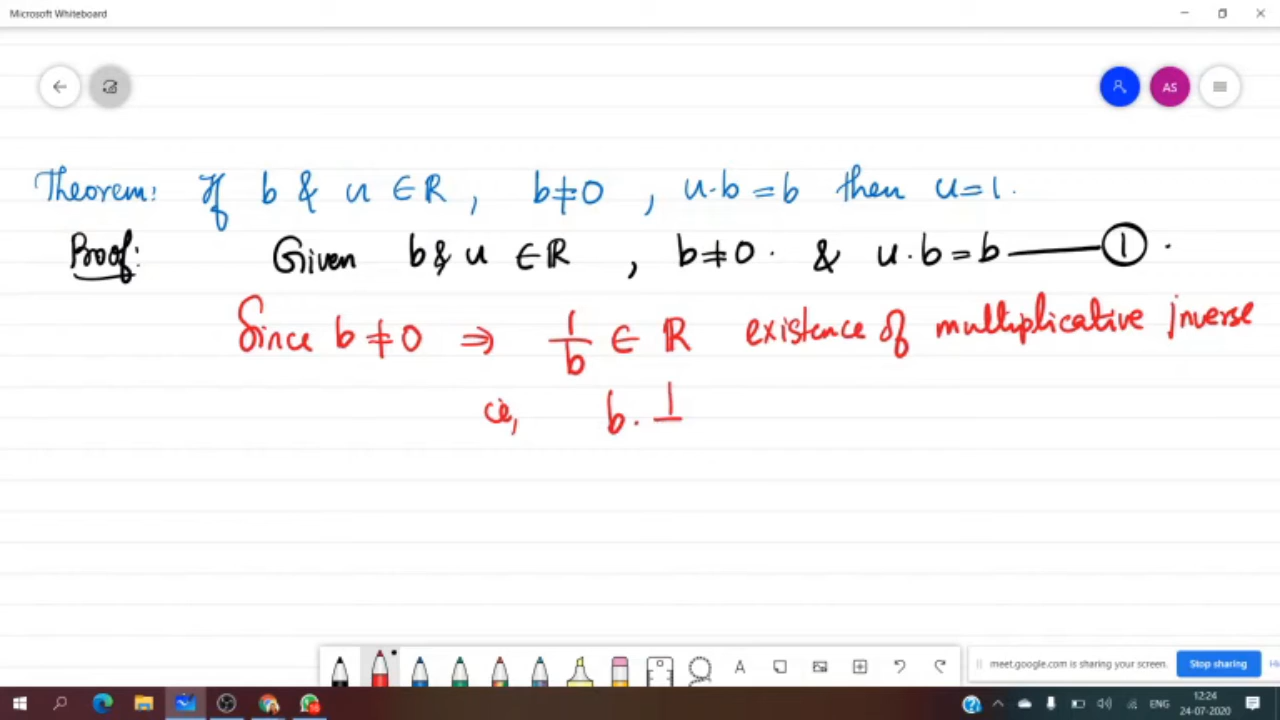 Microsoft Whiteboard
AS
Theorem: If b & u ∈ ℝ, b≠0, u·b=b then u=1.
Proof: Given b & u ∈ ℝ, b≠0. & u·b=b —— ① .
Since b≠0 ⇒ 1/b ∈ ℝ existence of multiplicative inverse
ie, b. 1
A
meet.google.com is sharing your screen. Stop sharing
ENG 12:24
24-07-2020